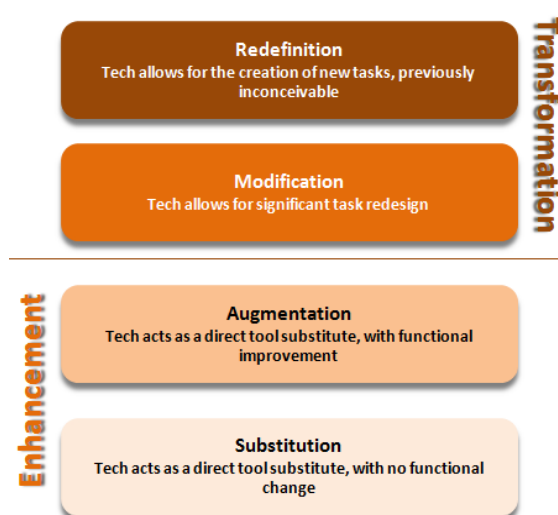 Redefinition
Tech allows for the creation of new tasks, previously
inconceivable
Transformation
Modification
Tech allows for significant task redesign
Enhancement
Augmentation
Tech acts as a direct tool substitute, with functional
improvement
Substitution
Tech acts as a direct tool substitute, with no functional
change